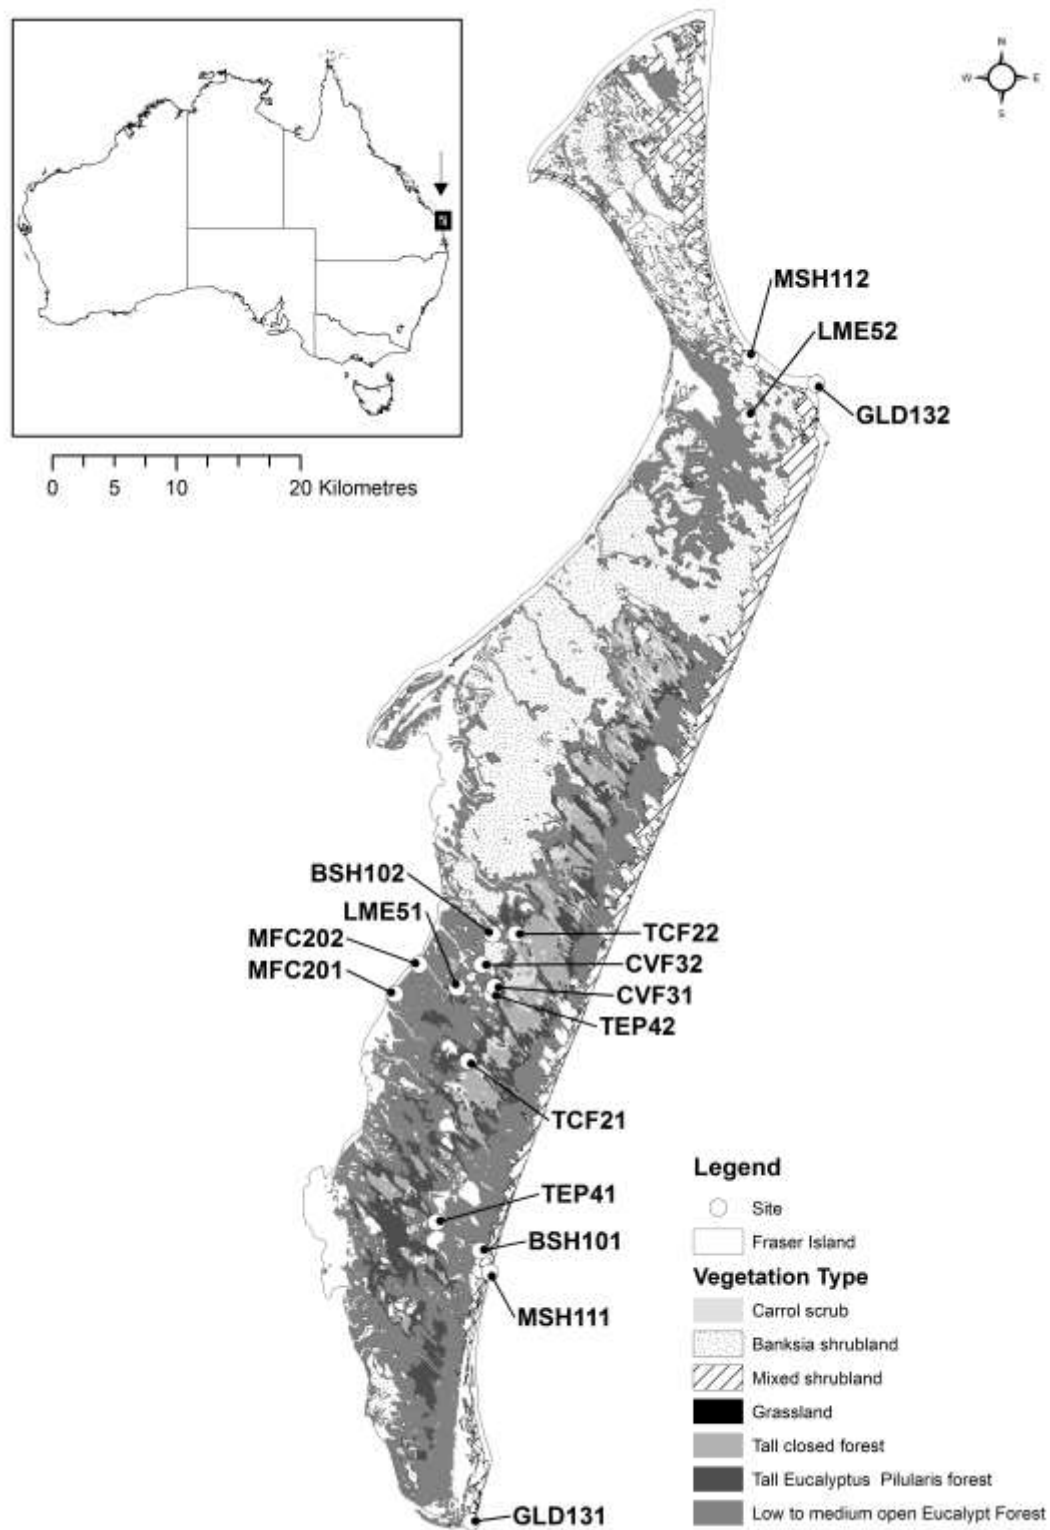 N
W E
S
MSH112
LME52
GLD132
0 5 10 20 Kilometres
BSH102
LME51
MFC202
MFC201
TCF22
CVF32
CVF31
TEP42
TCF21
TEP41
BSH101
MSH111
GLD131
Legend
Site
Fraser Island
Vegetation Type
Carrol scrub
Banksia shrubland
Mixed shrubland
Grassland
Tall closed forest
Tall Eucalyptus Pilularis forest
Low to medium open Eucalypt Forest